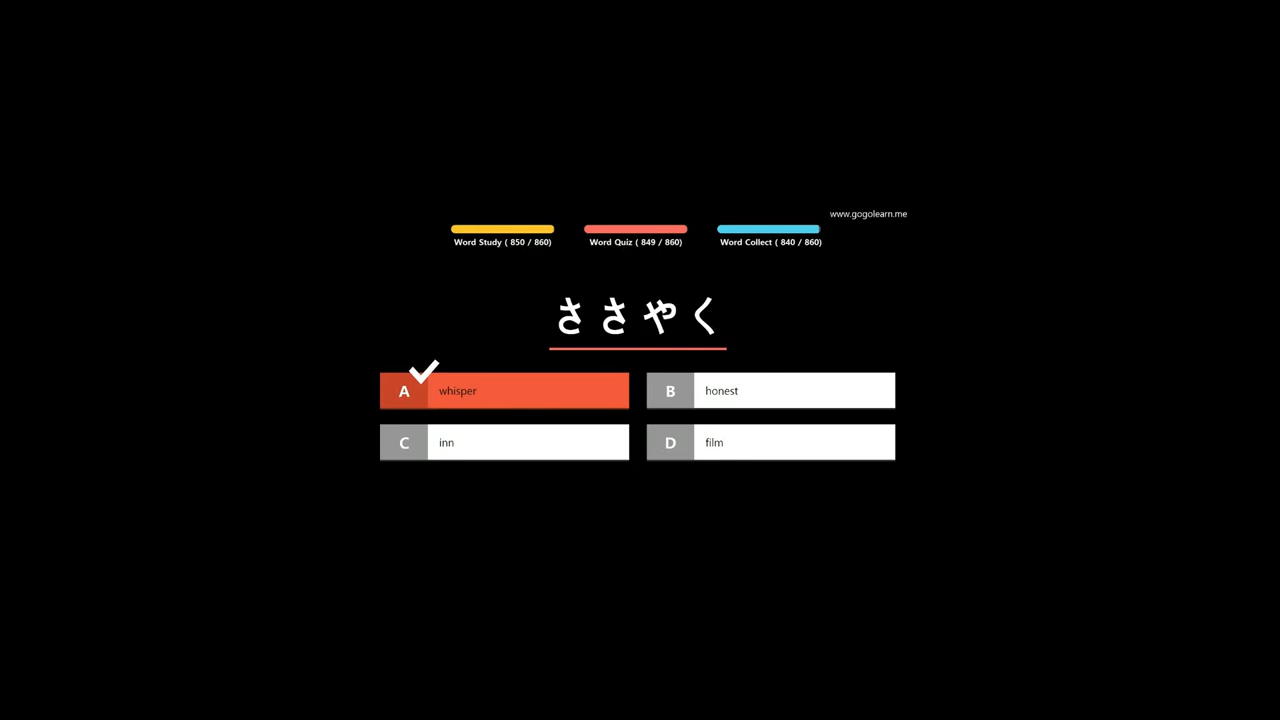 www.gogolearn.me
Word Study ( 850 / 860)
Word Quiz ( 849 / 860)
Word Collect ( 840 / 860)
ささやく
A whisper
B honest
C inn
D film